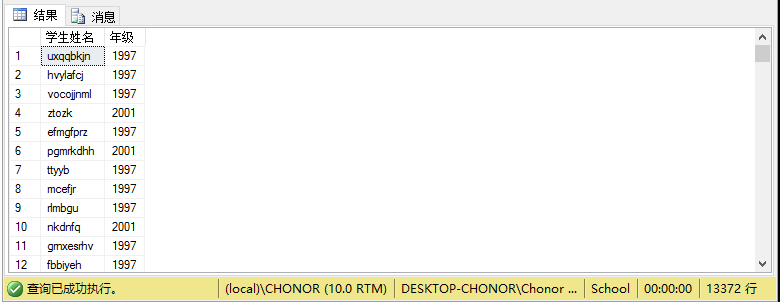 结果 消息
学生姓名 年级
1 uxqqbkjn 1997
2 hvylafcj 1997
3 vocojjnml 1997
4 ztozk 2001
5 efmgfprz 1997
6 pgmrkdhh 2001
7 ttyyb 1997
8 mcefjr 1997
9 rlmbgu 1997
10 nkdnfq 2001
11 gmxesrhv 1997
12 fbbiyeh 1997
查询已成功执行。 (local)\CHONOR (10.0 RTM) DESKTOP-CHONOR\Chonor ... School 00:00:00 13372 行